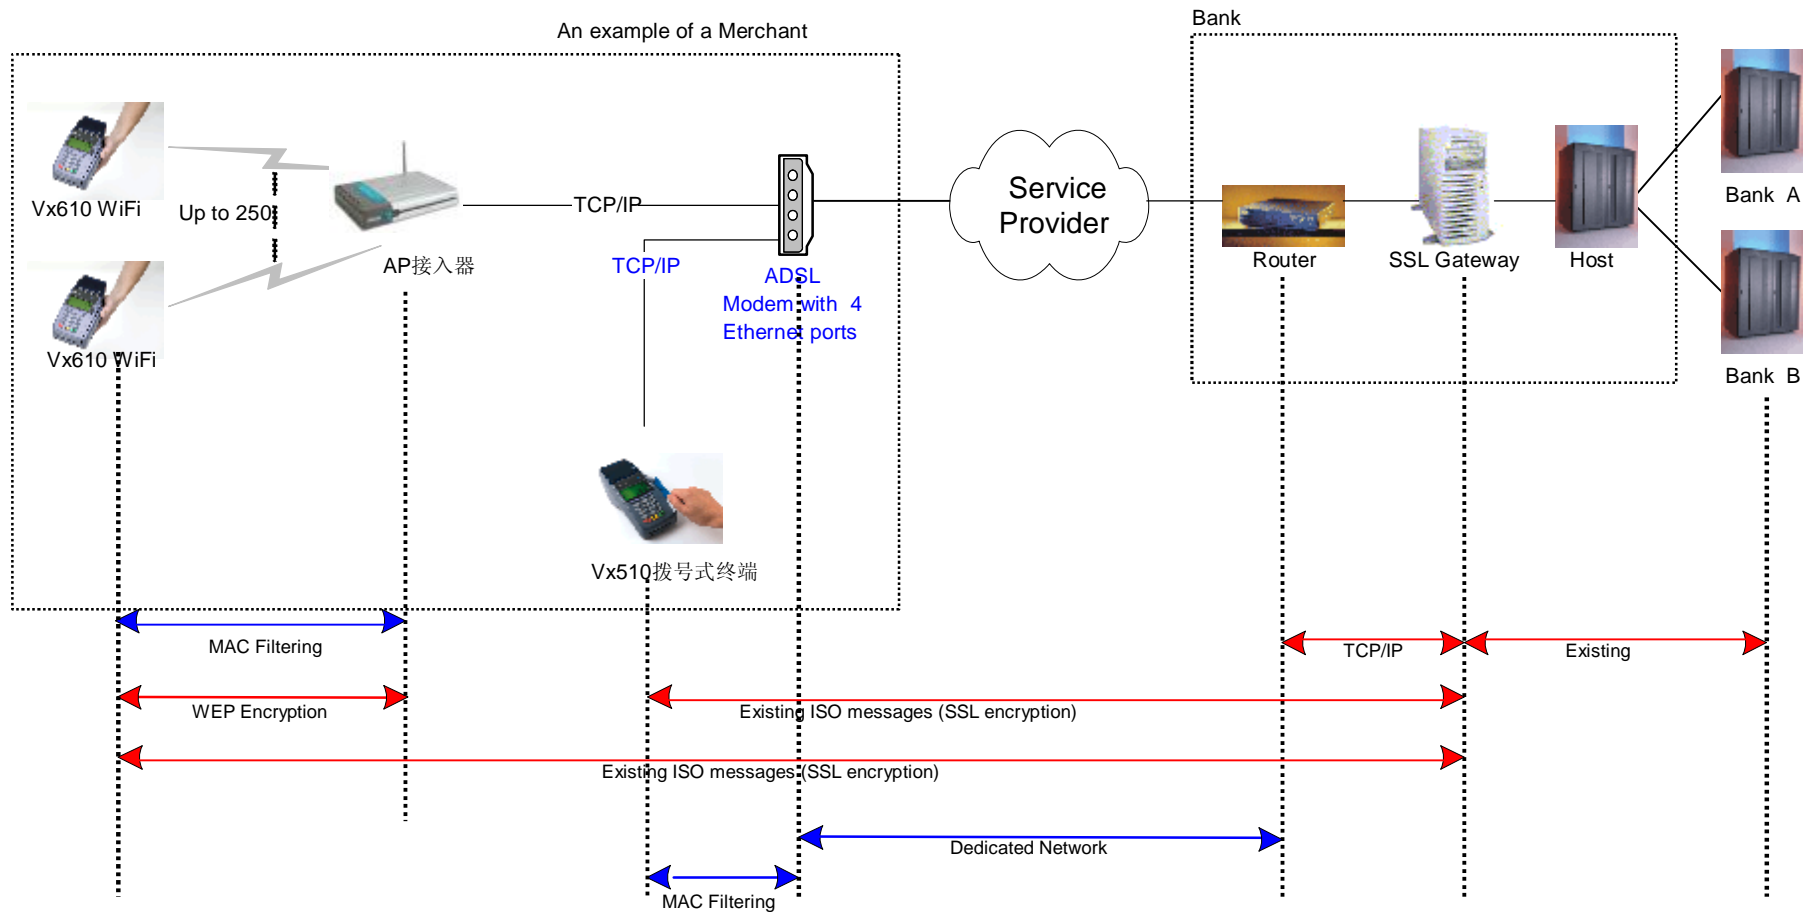 An example of a Merchant
Bank
Vx610 WiFi
Up to 250
AP接入器
TCP/IP
TCP/IP
ADSL
Modem with 4
Ethernet ports
Service
Provider
Router
SSL Gateway
Host
Bank A
Bank B
Vx610 WiFi
Vx510拨号式终端
MAC Filtering
TCP/IP
Existing
WEP Encryption
Existing ISO messages (SSL encryption)
Existing ISO messages (SSL encryption)
Dedicated Network
MAC Filtering